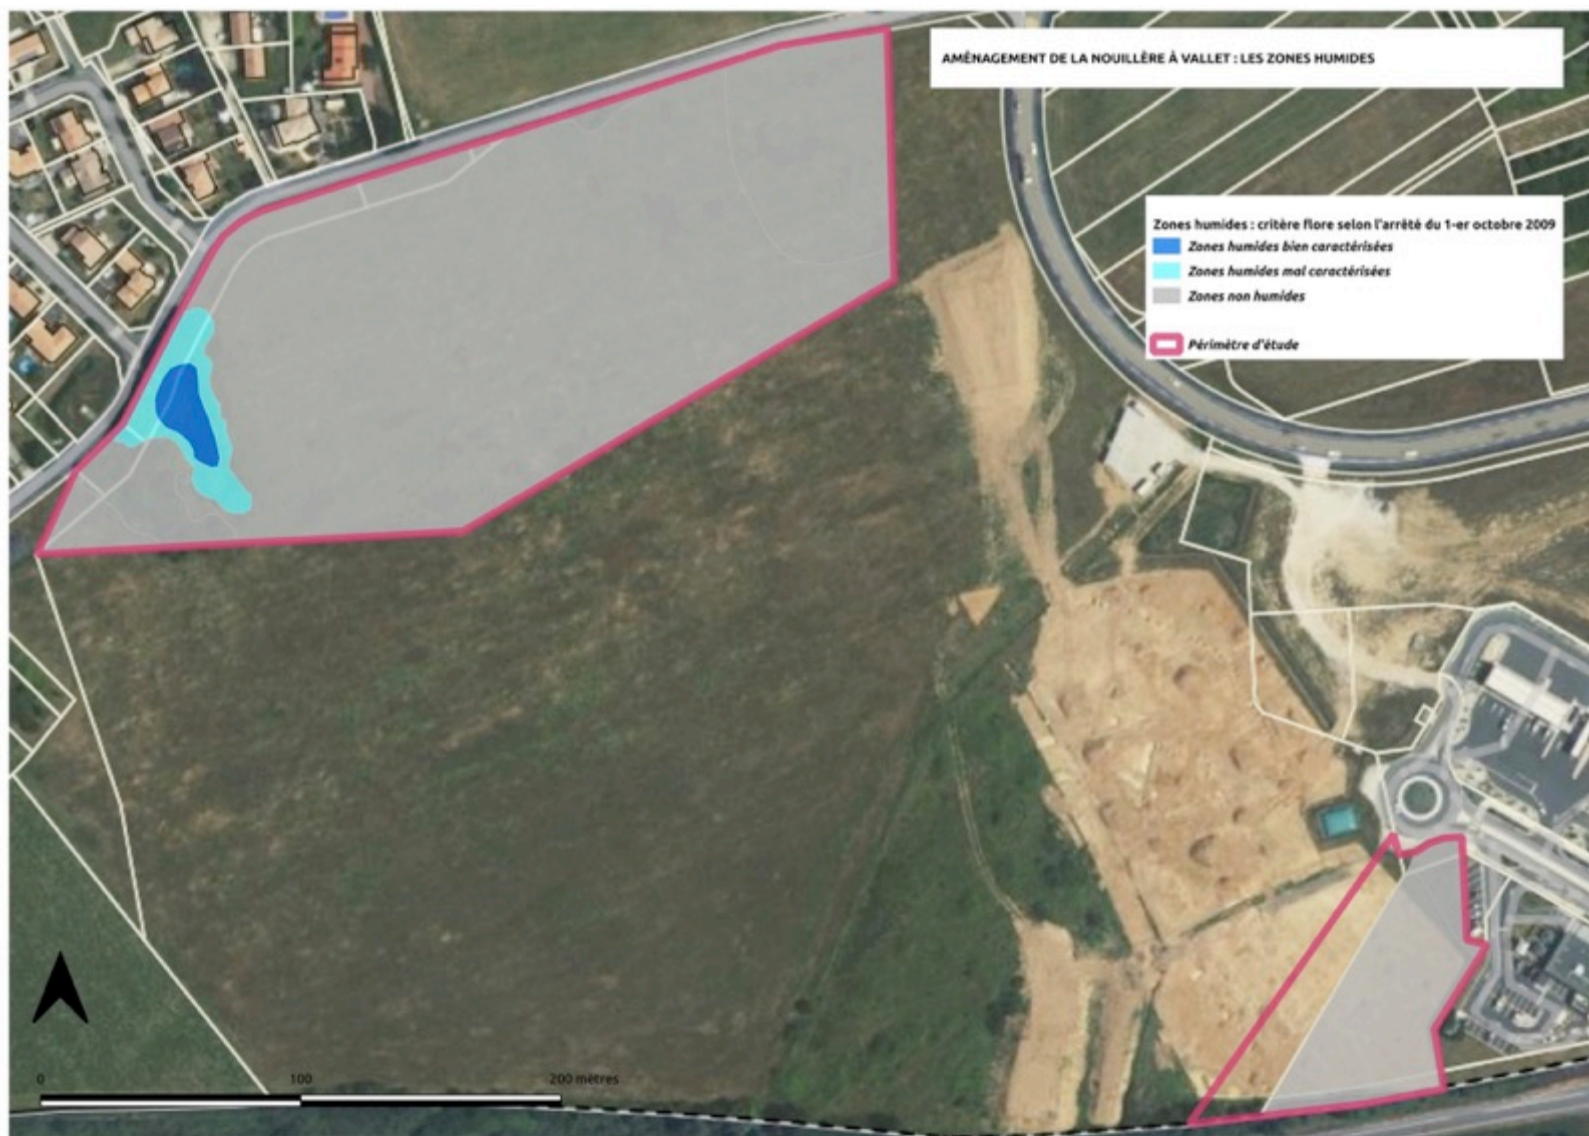 AMÉNAGEMENT DE LA NOUILLÈRE À VALLET : LES ZONES HUMIDES
Zones humides : critère flore selon l'arrêté du 1-er octobre 2009
Zones humides bien caractérisées
Zones humides mal caractérisées
Zones non humides
Périmètre d'étude
0 100 200 mètres